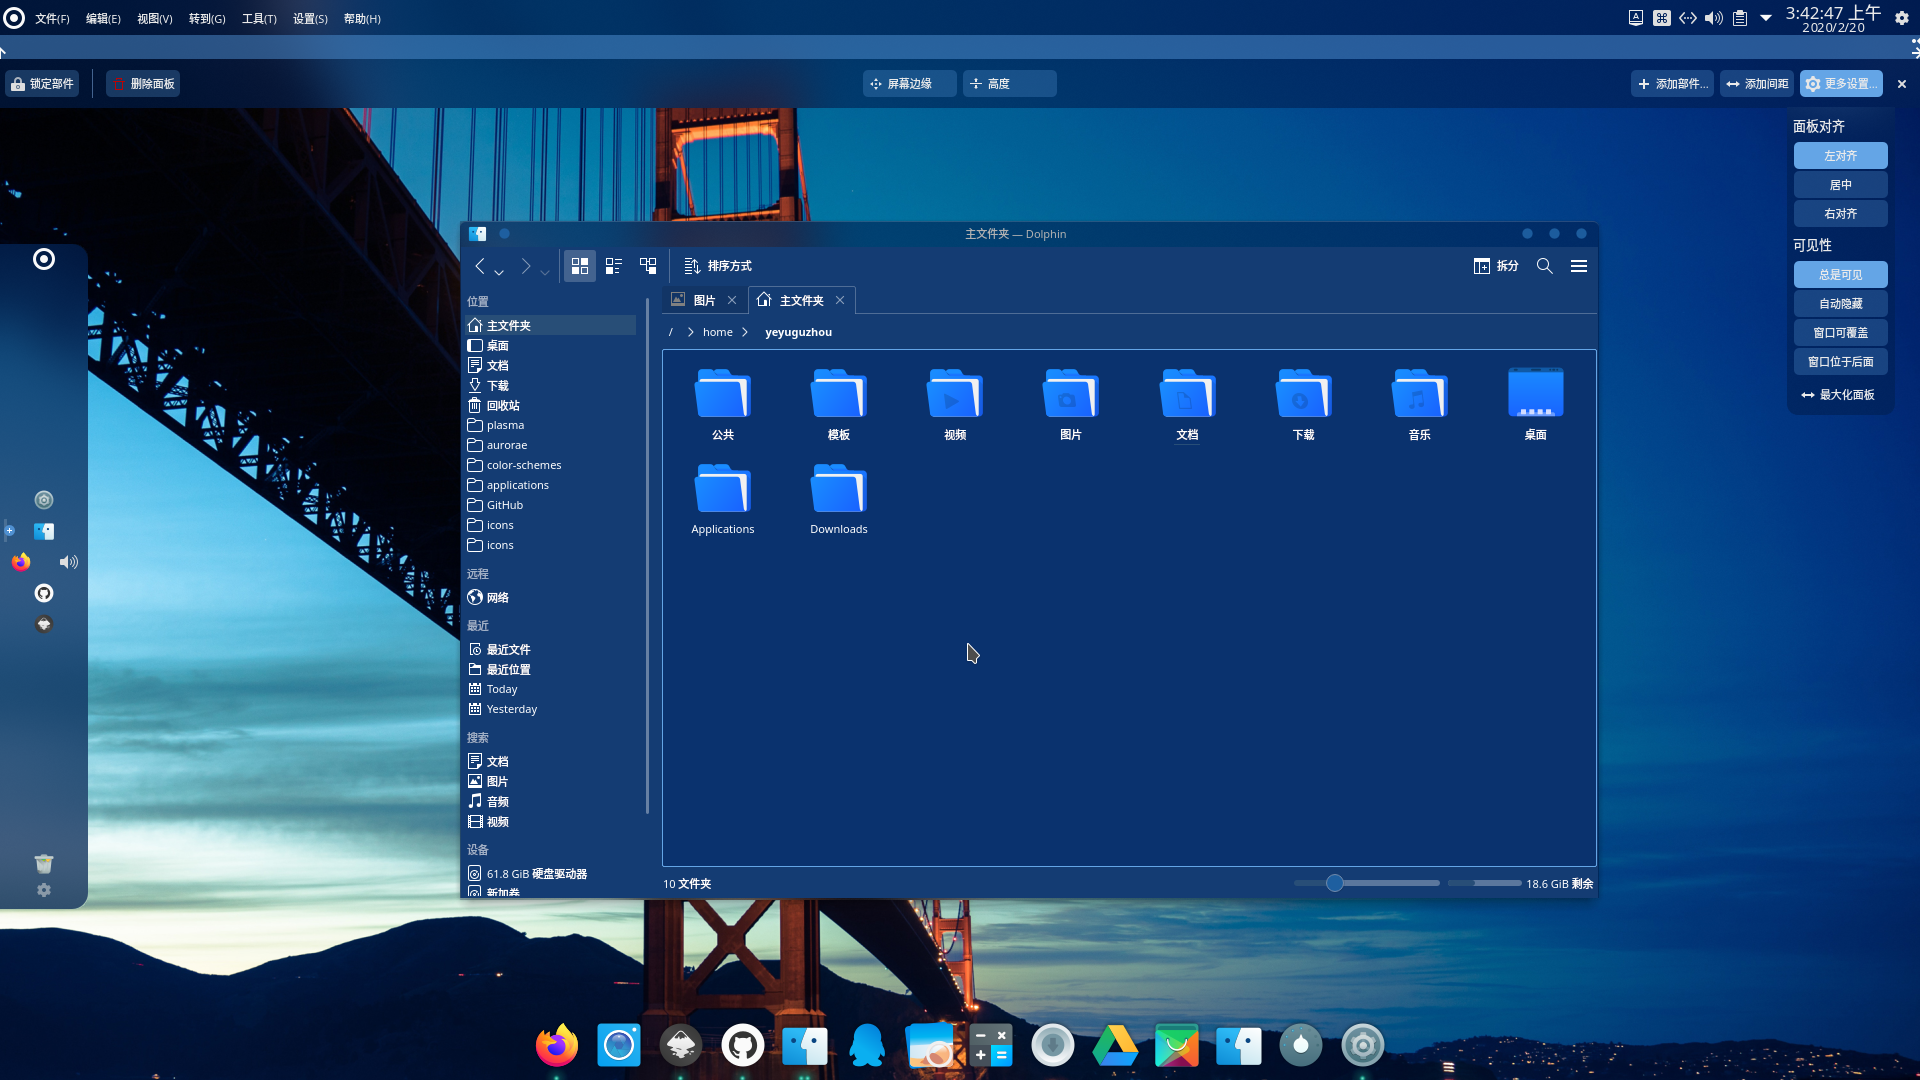 文件(F) 编辑(E) 视图(V) 转到(G) 工具(T) 设置(S) 帮助(H)
A
3:42:47 上午
2020/2/20
锁定部件 删除面板 屏幕边缘 高度 添加部件... 添加间距 更多设置...
面板对齐
左对齐
居中
右对齐
可见性
总是可见
自动隐藏
窗口可覆盖
窗口位于后面
最大化面板
主文件夹 — Dolphin
排序方式 拆分
位置
主文件夹
桌面
文档
下载
回收站
plasma
aurorae
color-schemes
applications
GitHub
icons
icons
远程
网络
最近
最近文件
最近位置
Today
Yesterday
搜索
文档
图片
音频
视频
设备
61.8 GiB 硬盘驱动器
新加卷
图片 主文件夹
/ home yeyuguzhou
公共 模板 视频 图片 文档 下载 音乐 桌面
Applications Downloads
10 文件夹 18.6 GiB 剩余